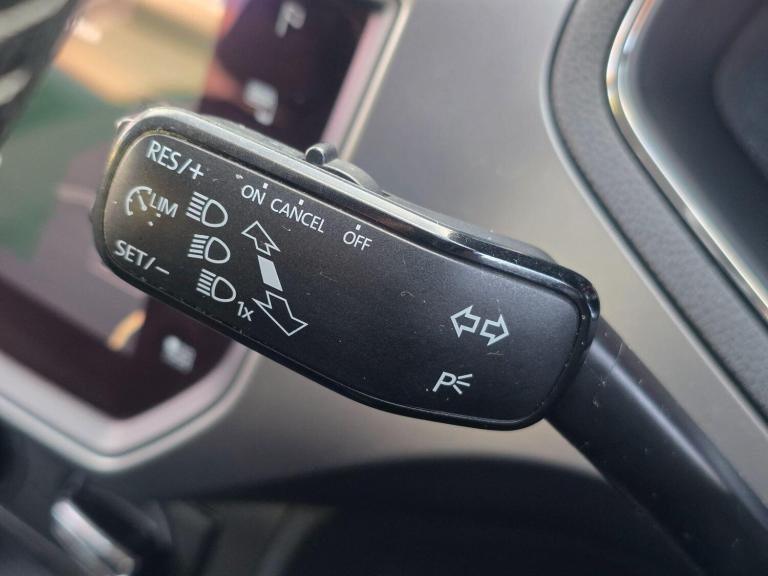 RES/+
ON CANCEL OFF
LIM
SET/−
1x
P
P